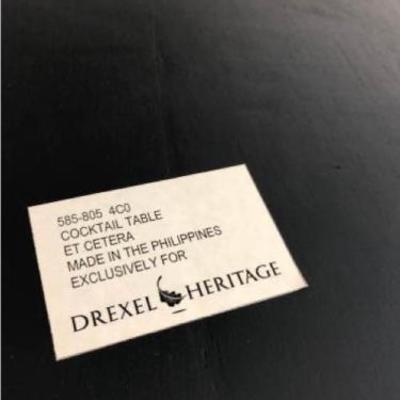 585-805 4C0
COCKTAIL TABLE
ET CETERA
MADE IN THE PHILIPPINES
EXCLUSIVELY FOR
DREXEL HERITAGE